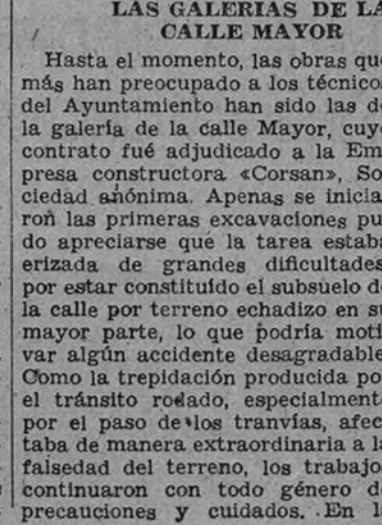 LAS GALERIAS DE LA
CALLE MAYOR
Hasta el momento, las obras que
más han preocupado a los técnico
del Ayuntamiento han sido las de
la galería de la calle Mayor, cuyo
contrato fué adjudicado a la Em
presa constructora «Corsan», So
ciedad anónima. Apenas se inicia
ron las primeras excavaciones pu
do apreciarse que la tarea estaba
erizada de grandes dificultades
por estar constituído el subsuelo de
la calle por terreno echadizo en su
mayor parte, lo que podría moti
var algún accidente desagradable
Como la trepidación producida po
el tránsito rodado, especialmente
por el paso de los tranvías, afec
taba de manera extraordinaria a la
falsedad del terreno, los trabajo
continuaron con todo género de
precauciones y cuidados. En l